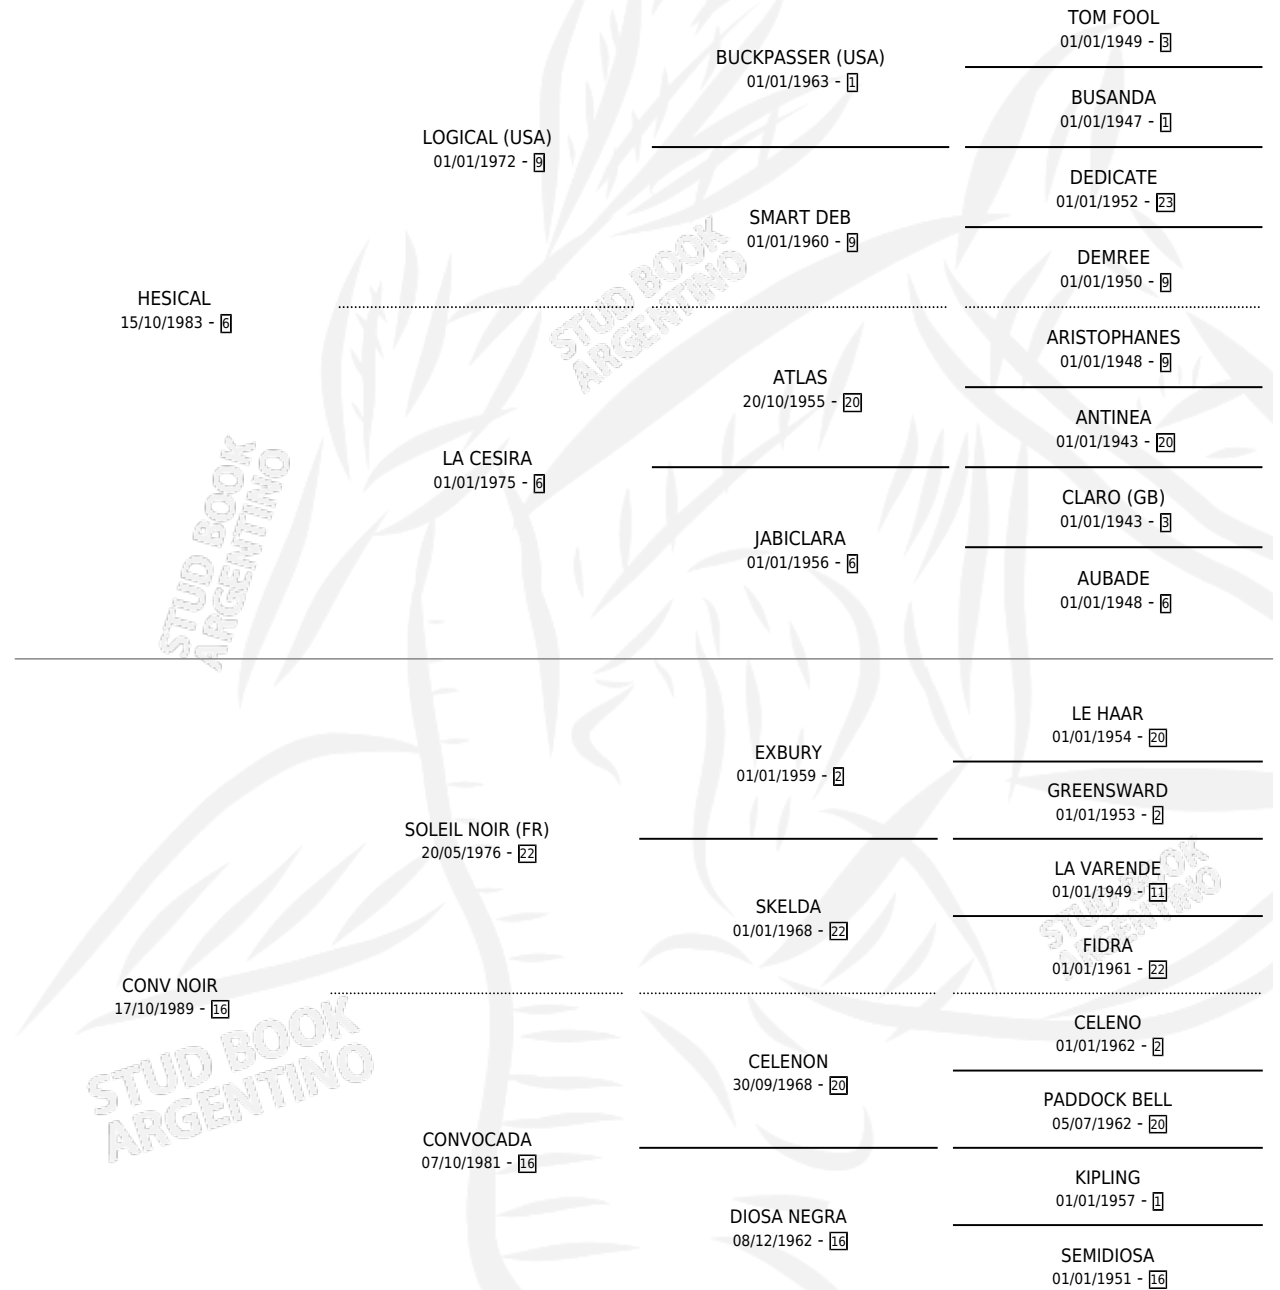 TOM FOOL
01/01/1949 - 3
BUCKPASSER (USA)
01/01/1963 - 1
BUSANDA
01/01/1947 - 1
LOGICAL (USA)
01/01/1972 - 9
DEDICATE
01/01/1952 - 23
SMART DEB
01/01/1960 - 9
DEMREE
01/01/1950 - 9
HESICAL
15/10/1983 - 6
ARISTOPHANES
01/01/1948 - 9
ATLAS
20/10/1955 - 20
ANTINEA
01/01/1943 - 20
LA CESIRA
01/01/1975 - 6
CLARO (GB)
01/01/1943 - 3
JABICLARA
01/01/1956 - 6
AUBADE
01/01/1948 - 6
LE HAAR
01/01/1954 - 20
EXBURY
01/01/1959 - 2
GREENSWARD
01/01/1953 - 2
SOLEIL NOIR (FR)
20/05/1976 - 22
LA VARENDE
01/01/1949 - 11
SKELDA
01/01/1968 - 22
FIDRA
01/01/1961 - 22
CONV NOIR
17/10/1989 - 16
CELENO
01/01/1962 - 2
CELENON
30/09/1968 - 20
PADDOCK BELL
05/07/1962 - 20
CONVOCADA
07/10/1981 - 16
KIPLING
01/01/1957 - 1
DIOSA NEGRA
08/12/1962 - 16
SEMIDIOSA
01/01/1951 - 16
STUD BOOK
ARGENTINO
STUD BOOK
ARGENTINO
STUD BOOK
ARGENTINO
STUD BOOK
ARGENTINO